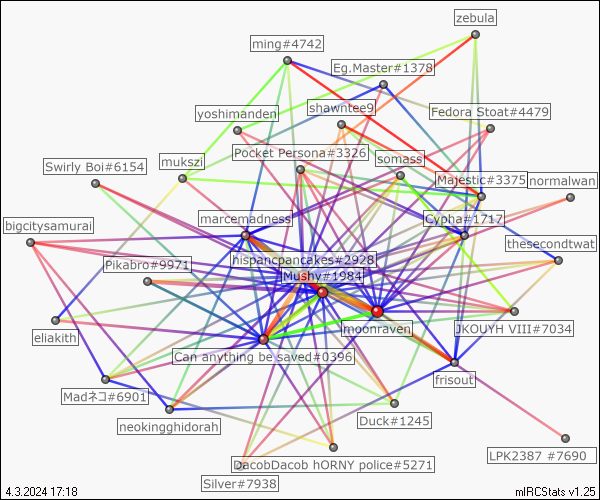 zebula
ming#4742
Eg.Master#1378
shawntee9
Fedora Stoat#4479
yoshimanden
Pocket Persona#3326
somass
Swirly Boi#6154
mukszi
Majestic#3375
normalwan
bigcitysamurai
marcemadness
Cypha#1717
thesecondtwat
hispanicpancakes#2928
Pikabro#9971
Mushy#1984
moonraven
JKOUYH VIII#7034
eliakith
Can anything be saved#0396
frisout
Madネコ#6901
neokingghidorah
Duck#1245
LPK2387 #7690
DacobDacob hORNY police#5271
Silver#7938
4.3.2024 17:18
mIRCStats v1.25